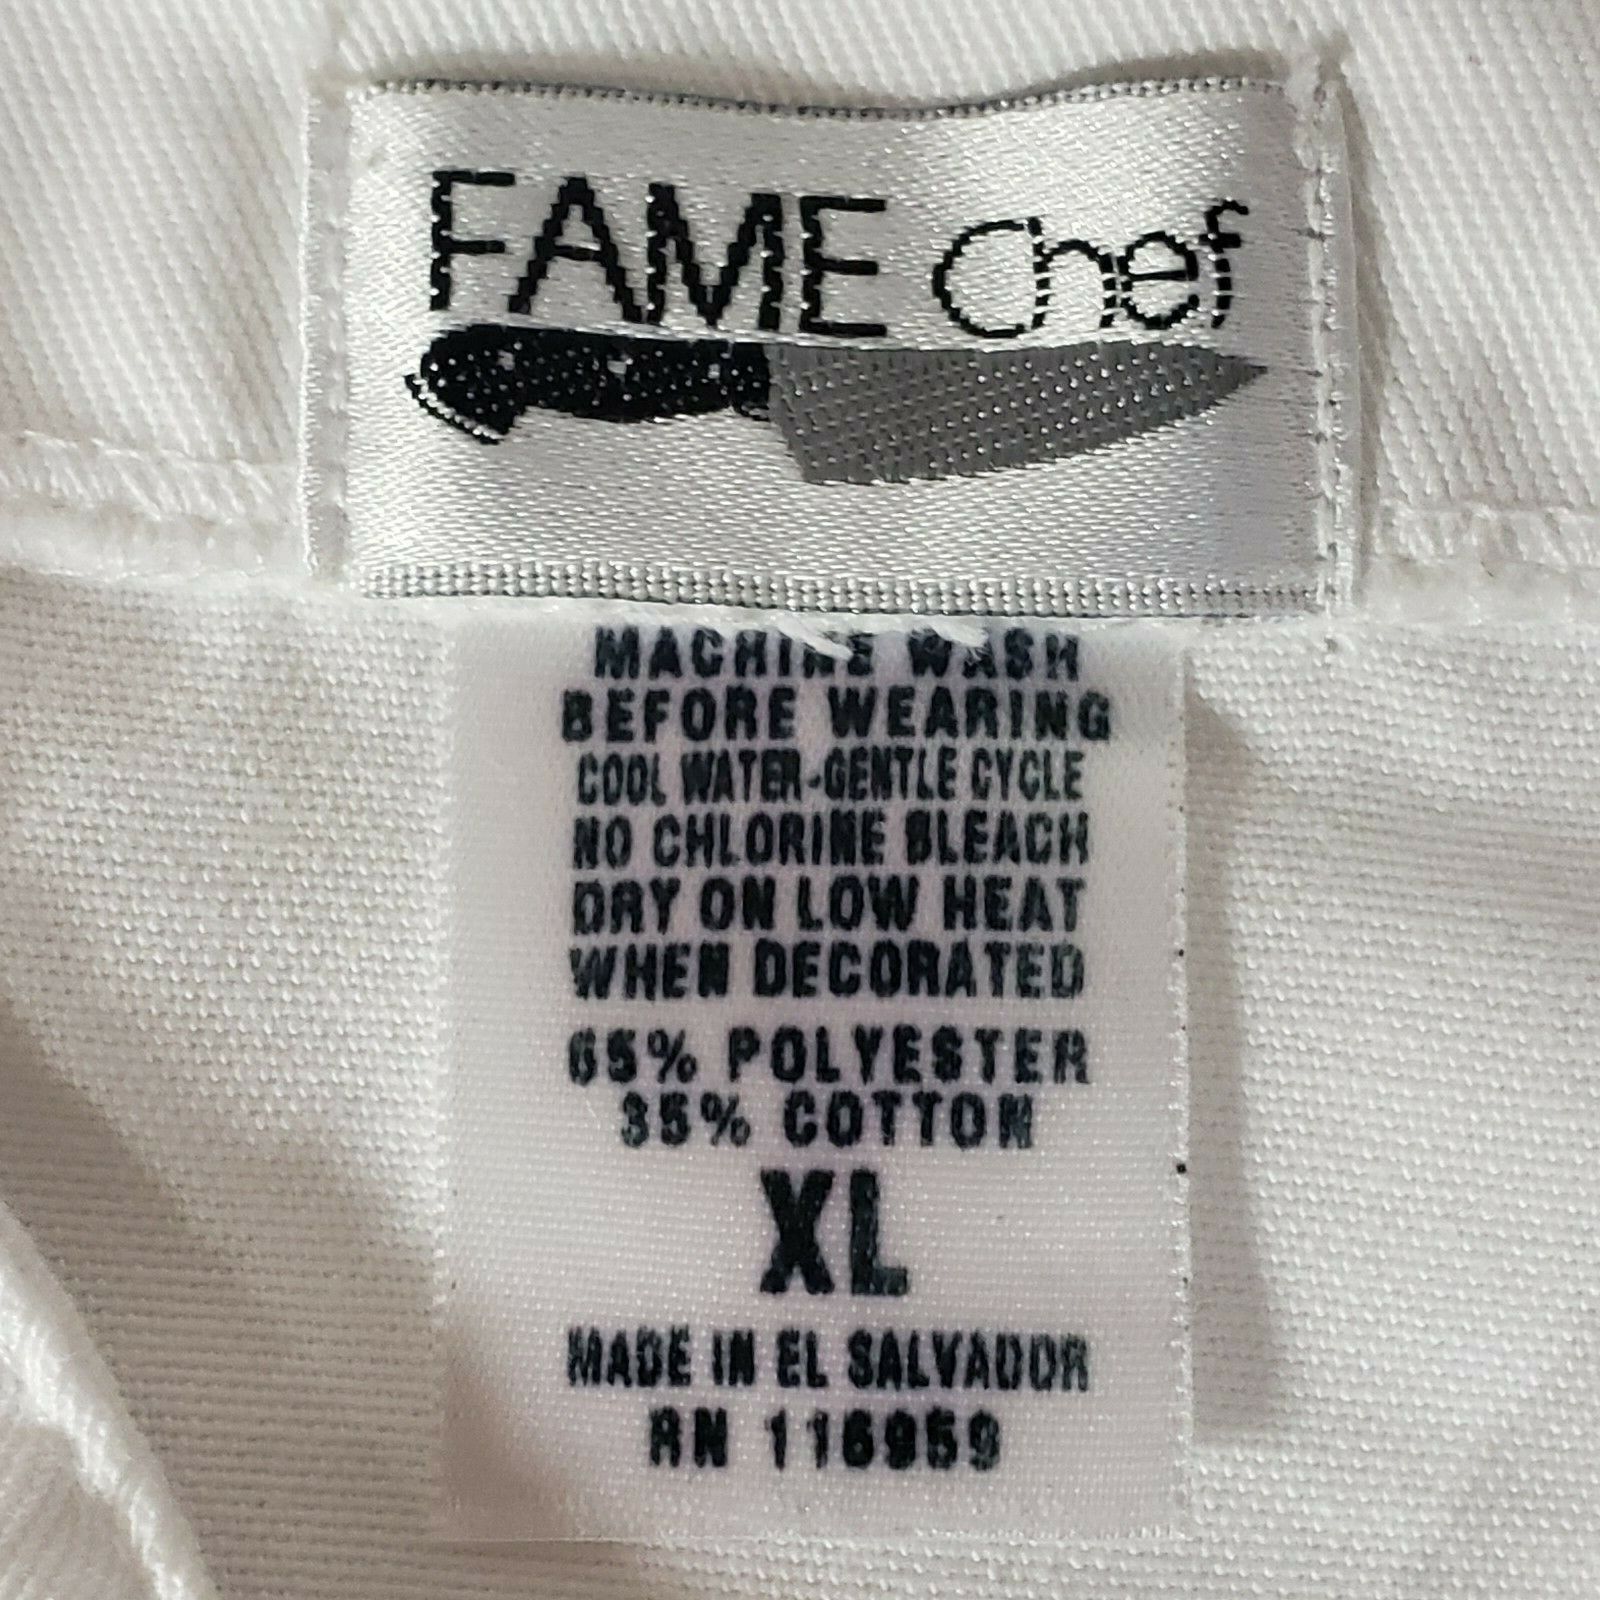 FAME Chef
MACHINE WASH
BEFORE WEARING
COOL WATER-GENTLE CYCLE
NO CHLORINE BLEACH
DRY ON LOW HEAT
WHEN DECORATED
65% POLYESTER
35% COTTON
XL
MADE IN EL SALVADOR
RN 116959